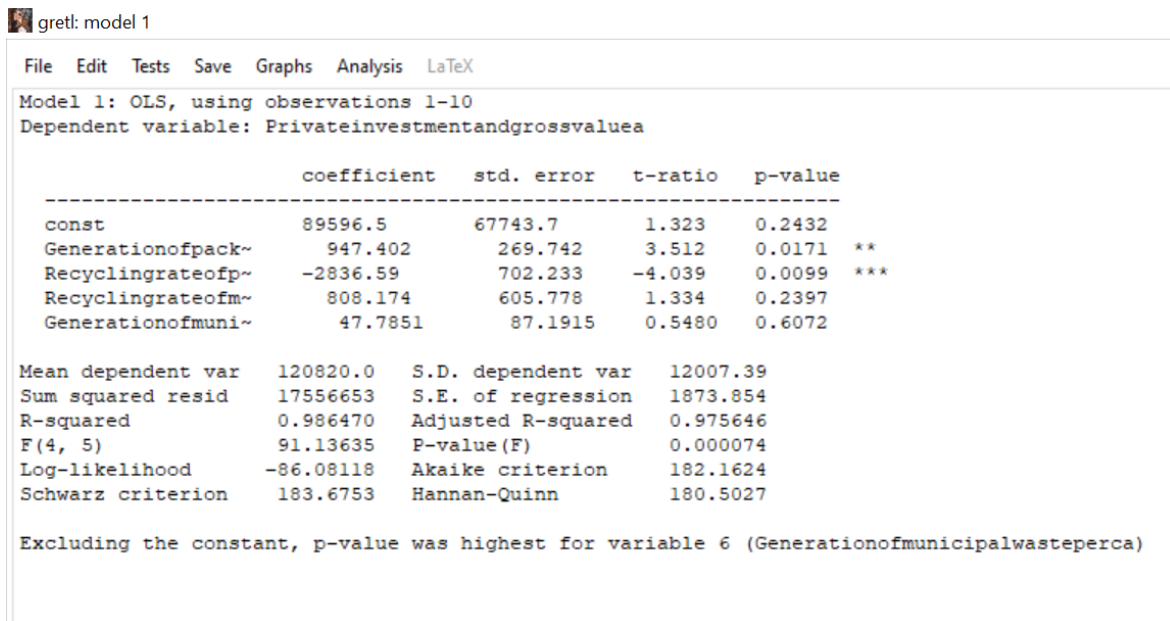 gretl: model 1
File Edit Tests Save Graphs Analysis LaTeX
Model 1: OLS, using observations 1-10
Dependent variable: Privateinvestmentandgrossvaluea
coefficient std. error t-ratio p-value
---------------------------------------------------------------
const 89596.5 67743.7 1.323 0.2432
Generationofpack~ 947.402 269.742 3.512 0.0171 **
Recyclingrateofp~ -2836.59 702.233 -4.039 0.0099 ***
Recyclingrateofm~ 808.174 605.778 1.334 0.2397
Generationofmuni~ 47.7851 87.1915 0.5480 0.6072
Mean dependent var 120820.0 S.D. dependent var 12007.39
Sum squared resid 17556653 S.E. of regression 1873.854
R-squared 0.986470 Adjusted R-squared 0.975646
F(4, 5) 91.13635 P-value(F) 0.000074
Log-likelihood -86.08118 Akaike criterion 182.1624
Schwarz criterion 183.6753 Hannan-Quinn 180.5027
Excluding the constant, p-value was highest for variable 6 (Generationofmunicipalwasteperca)